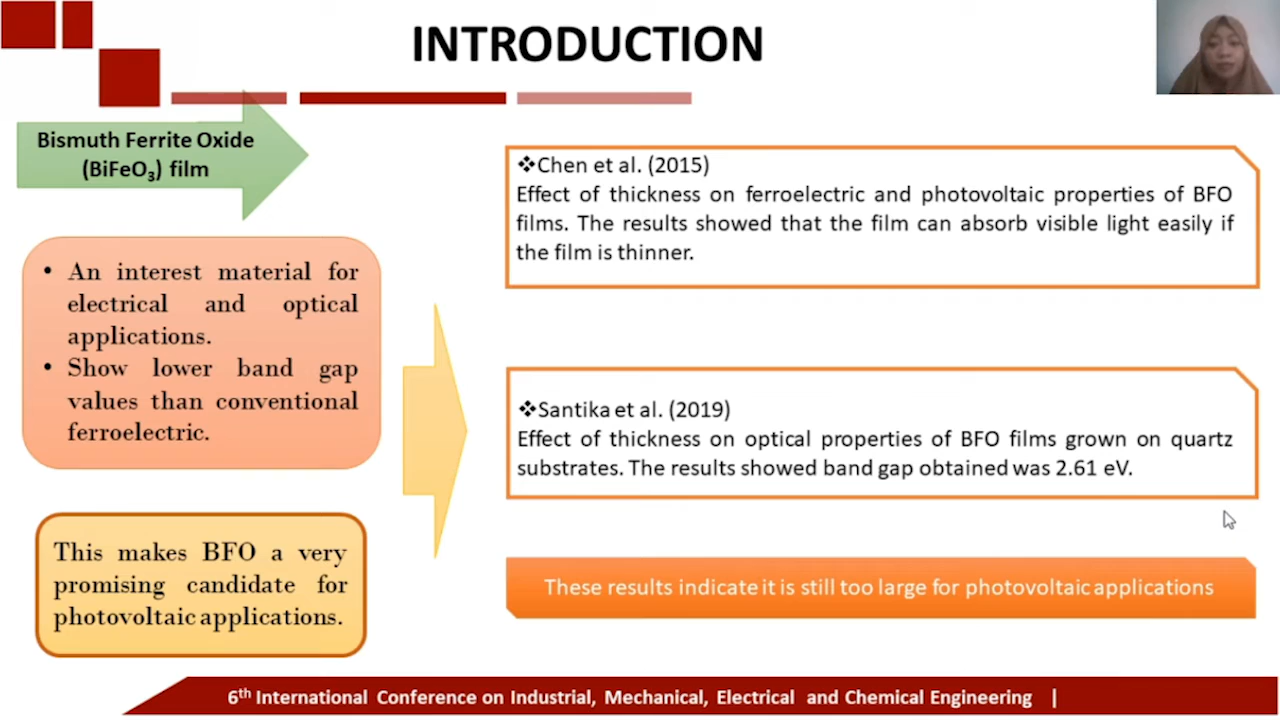 INTRODUCTION
Bismuth Ferrite Oxide
(BiFeO₃) film
• An interest material for
electrical and optical
applications.
• Show lower band gap
values than conventional
ferroelectric.
This makes BFO a very
promising candidate for
photovoltaic applications.
❖Chen et al. (2015)
Effect of thickness on ferroelectric and photovoltaic properties of BFO
films. The results showed that the film can absorb visible light easily if
the film is thinner.
❖Santika et al. (2019)
Effect of thickness on optical properties of BFO films grown on quartz
substrates. The results showed band gap obtained was 2.61 eV.
These results indicate it is still too large for photovoltaic applications
6th International Conference on Industrial, Mechanical, Electrical and Chemical Engineering |